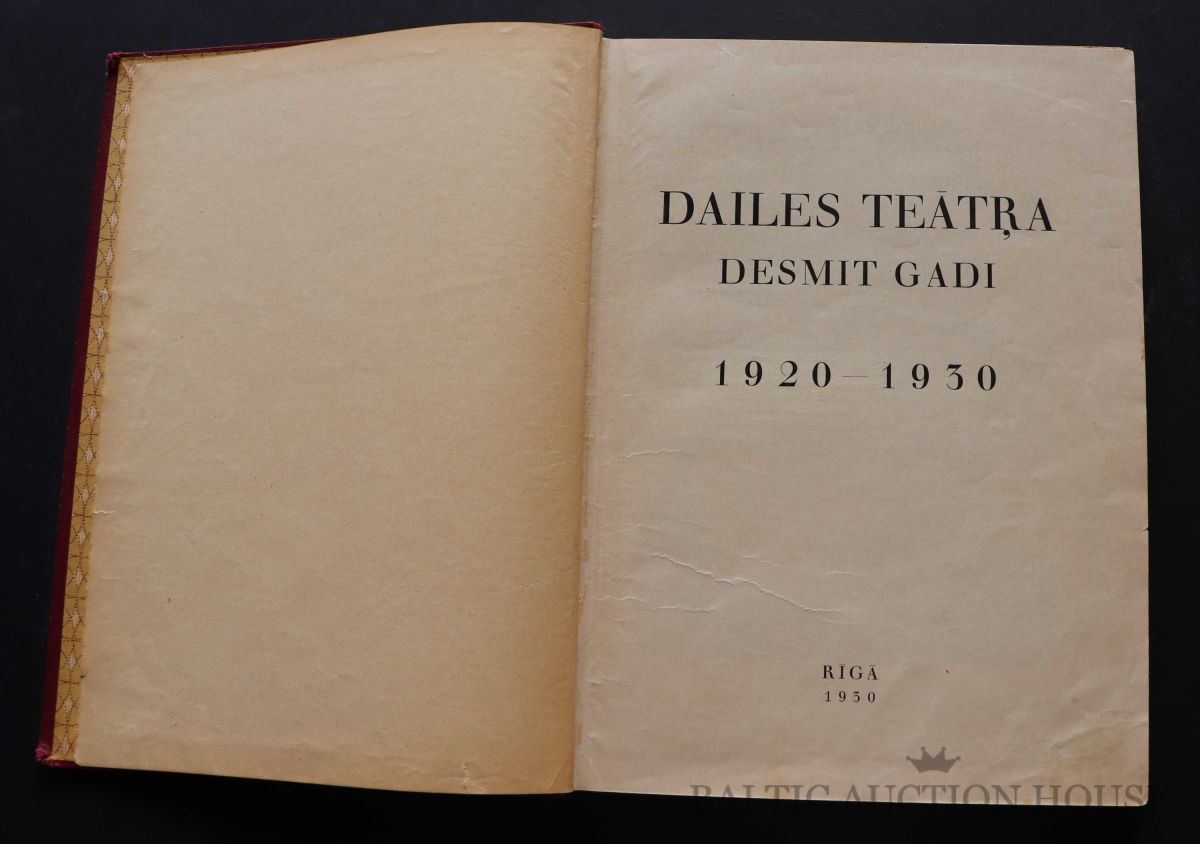 DAILES TEĀTŖA
DESMIT GADI
1920—1930
RĪGĀ
1930
BALTIC AUCTION HOUSE